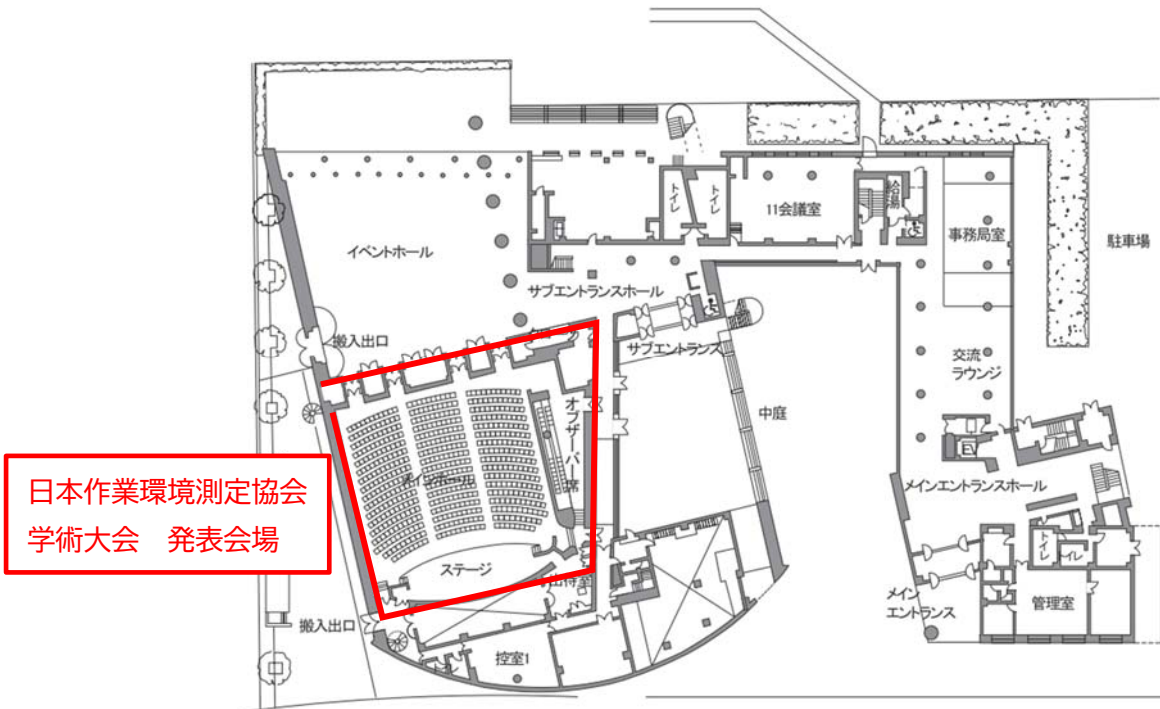 トイレ
トイレ
11会議室
給湯
事務局室
駐車場
イベントホール
サブエントランスホール
搬入出口
サブエントランス
交流
ラウンジ
中庭
オブザーバー席
メインホール
EV
メインエントランスホール
日本作業環境測定協会
学術大会 発表会場
ステージ
トイレ
トイレ
メイン
エントランス
管理室
搬入出口
控室1